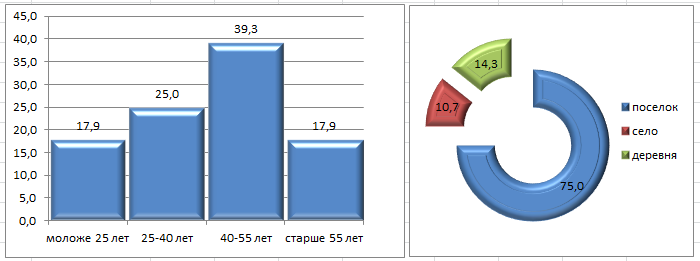 45,0
40,0
35,0
30,0
25,0
20,0
15,0
10,0
5,0
0,0
17,9
25,0
39,3
17,9
моложе 25 лет
25-40 лет
40-55 лет
старше 55 лет
14,3
10,7
75,0
поселок
село
деревня